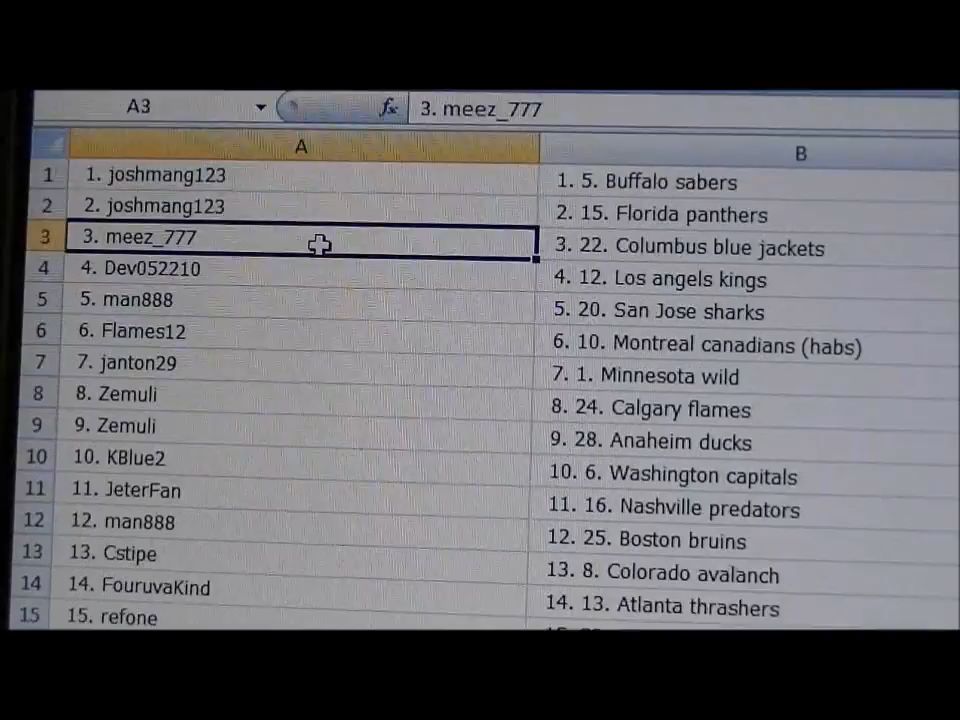 A3 fx 3. meez_777
A B
1 1. joshmang123 1. 5. Buffalo sabers
2 2. joshmang123 2. 15. Florida panthers
3 3. meez_777 3. 22. Columbus blue jackets
4 4. Dev052210 4. 12. Los angels kings
5 5. man888 5. 20. San Jose sharks
6 6. Flames12 6. 10. Montreal canadians (habs)
7 7. janton29 7. 1. Minnesota wild
8 8. Zemuli 8. 24. Calgary flames
9 9. Zemuli 9. 28. Anaheim ducks
10 10. KBlue2 10. 6. Washington capitals
11 11. JeterFan 11. 16. Nashville predators
12 12. man888 12. 25. Boston bruins
13 13. Cstipe 13. 8. Colorado avalanch
14 14. FouruvaKind 14. 13. Atlanta thrashers
15 15. refone